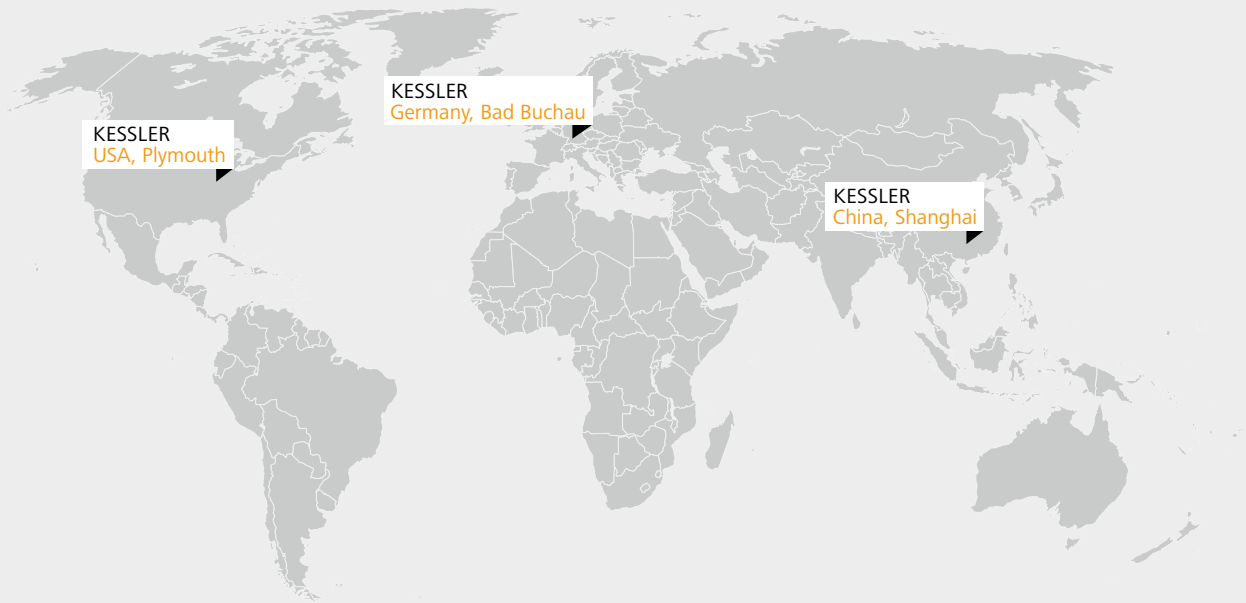 KESSLER
Germany, Bad Buchau
KESSLER
USA, Plymouth
KESSLER
China, Shanghai